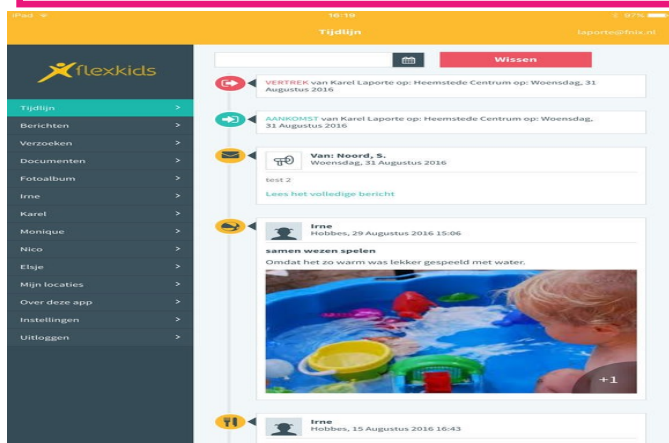 iPad
16:19
97%
Tijdlijn
laporte@fnix.nl
flexkids
Tijdlijn >
Berichten >
Verzoeken >
Documenten >
Fotoalbum >
Irne >
Karel >
Monique >
Nico >
Elsje >
Mijn locaties >
Over deze app >
Instellingen >
Uitloggen >
Wissen
VERTREK van Karel Laporte op: Heemstede Centrum op: Woensdag, 31
Augustus 2016
AANKOMST van Karel Laporte op: Heemstede Centrum op: Woensdag,
31 Augustus 2016
Van: Noord, S.
Woensdag, 31 Augustus 2016
test 2
Lees het volledige bericht
Irne
Hobbes, 29 Augustus 2016 15:06
samen wezen spelen
Omdat het zo warm was lekker gespeeld met water.
+1
Irne
Hobbes, 15 Augustus 2016 16:43